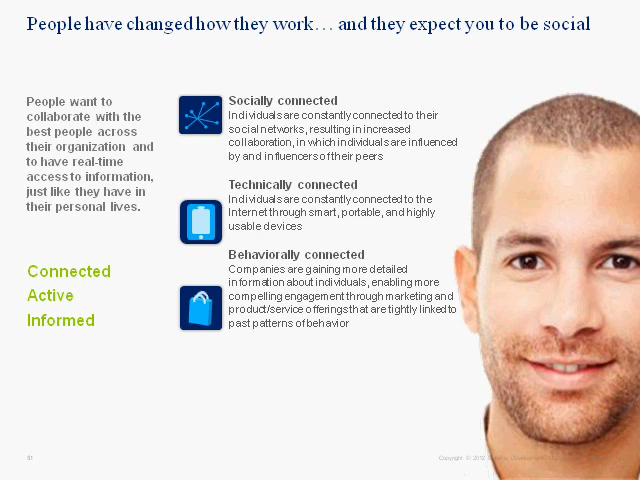 People have changed how they work… and they expect you to be social
People want to
collaborate with the
best people across
their organization and
to have real-time
access to information,
just like they have in
their personal lives.
Connected
Active
Informed
Socially connected
Individuals are constantly connected to their
social networks, resulting in increased
collaboration, in which individuals are influenced
by and influencers of their peers
Technically connected
Individuals are constantly connected to the
Internet through smart, portable, and highly
usable devices
Behaviorally connected
Companies are gaining more detailed
information about individuals, enabling more
compelling engagement through marketing and
product/service offerings that are tightly linked to
past patterns of behavior
51
Copyright © 2012